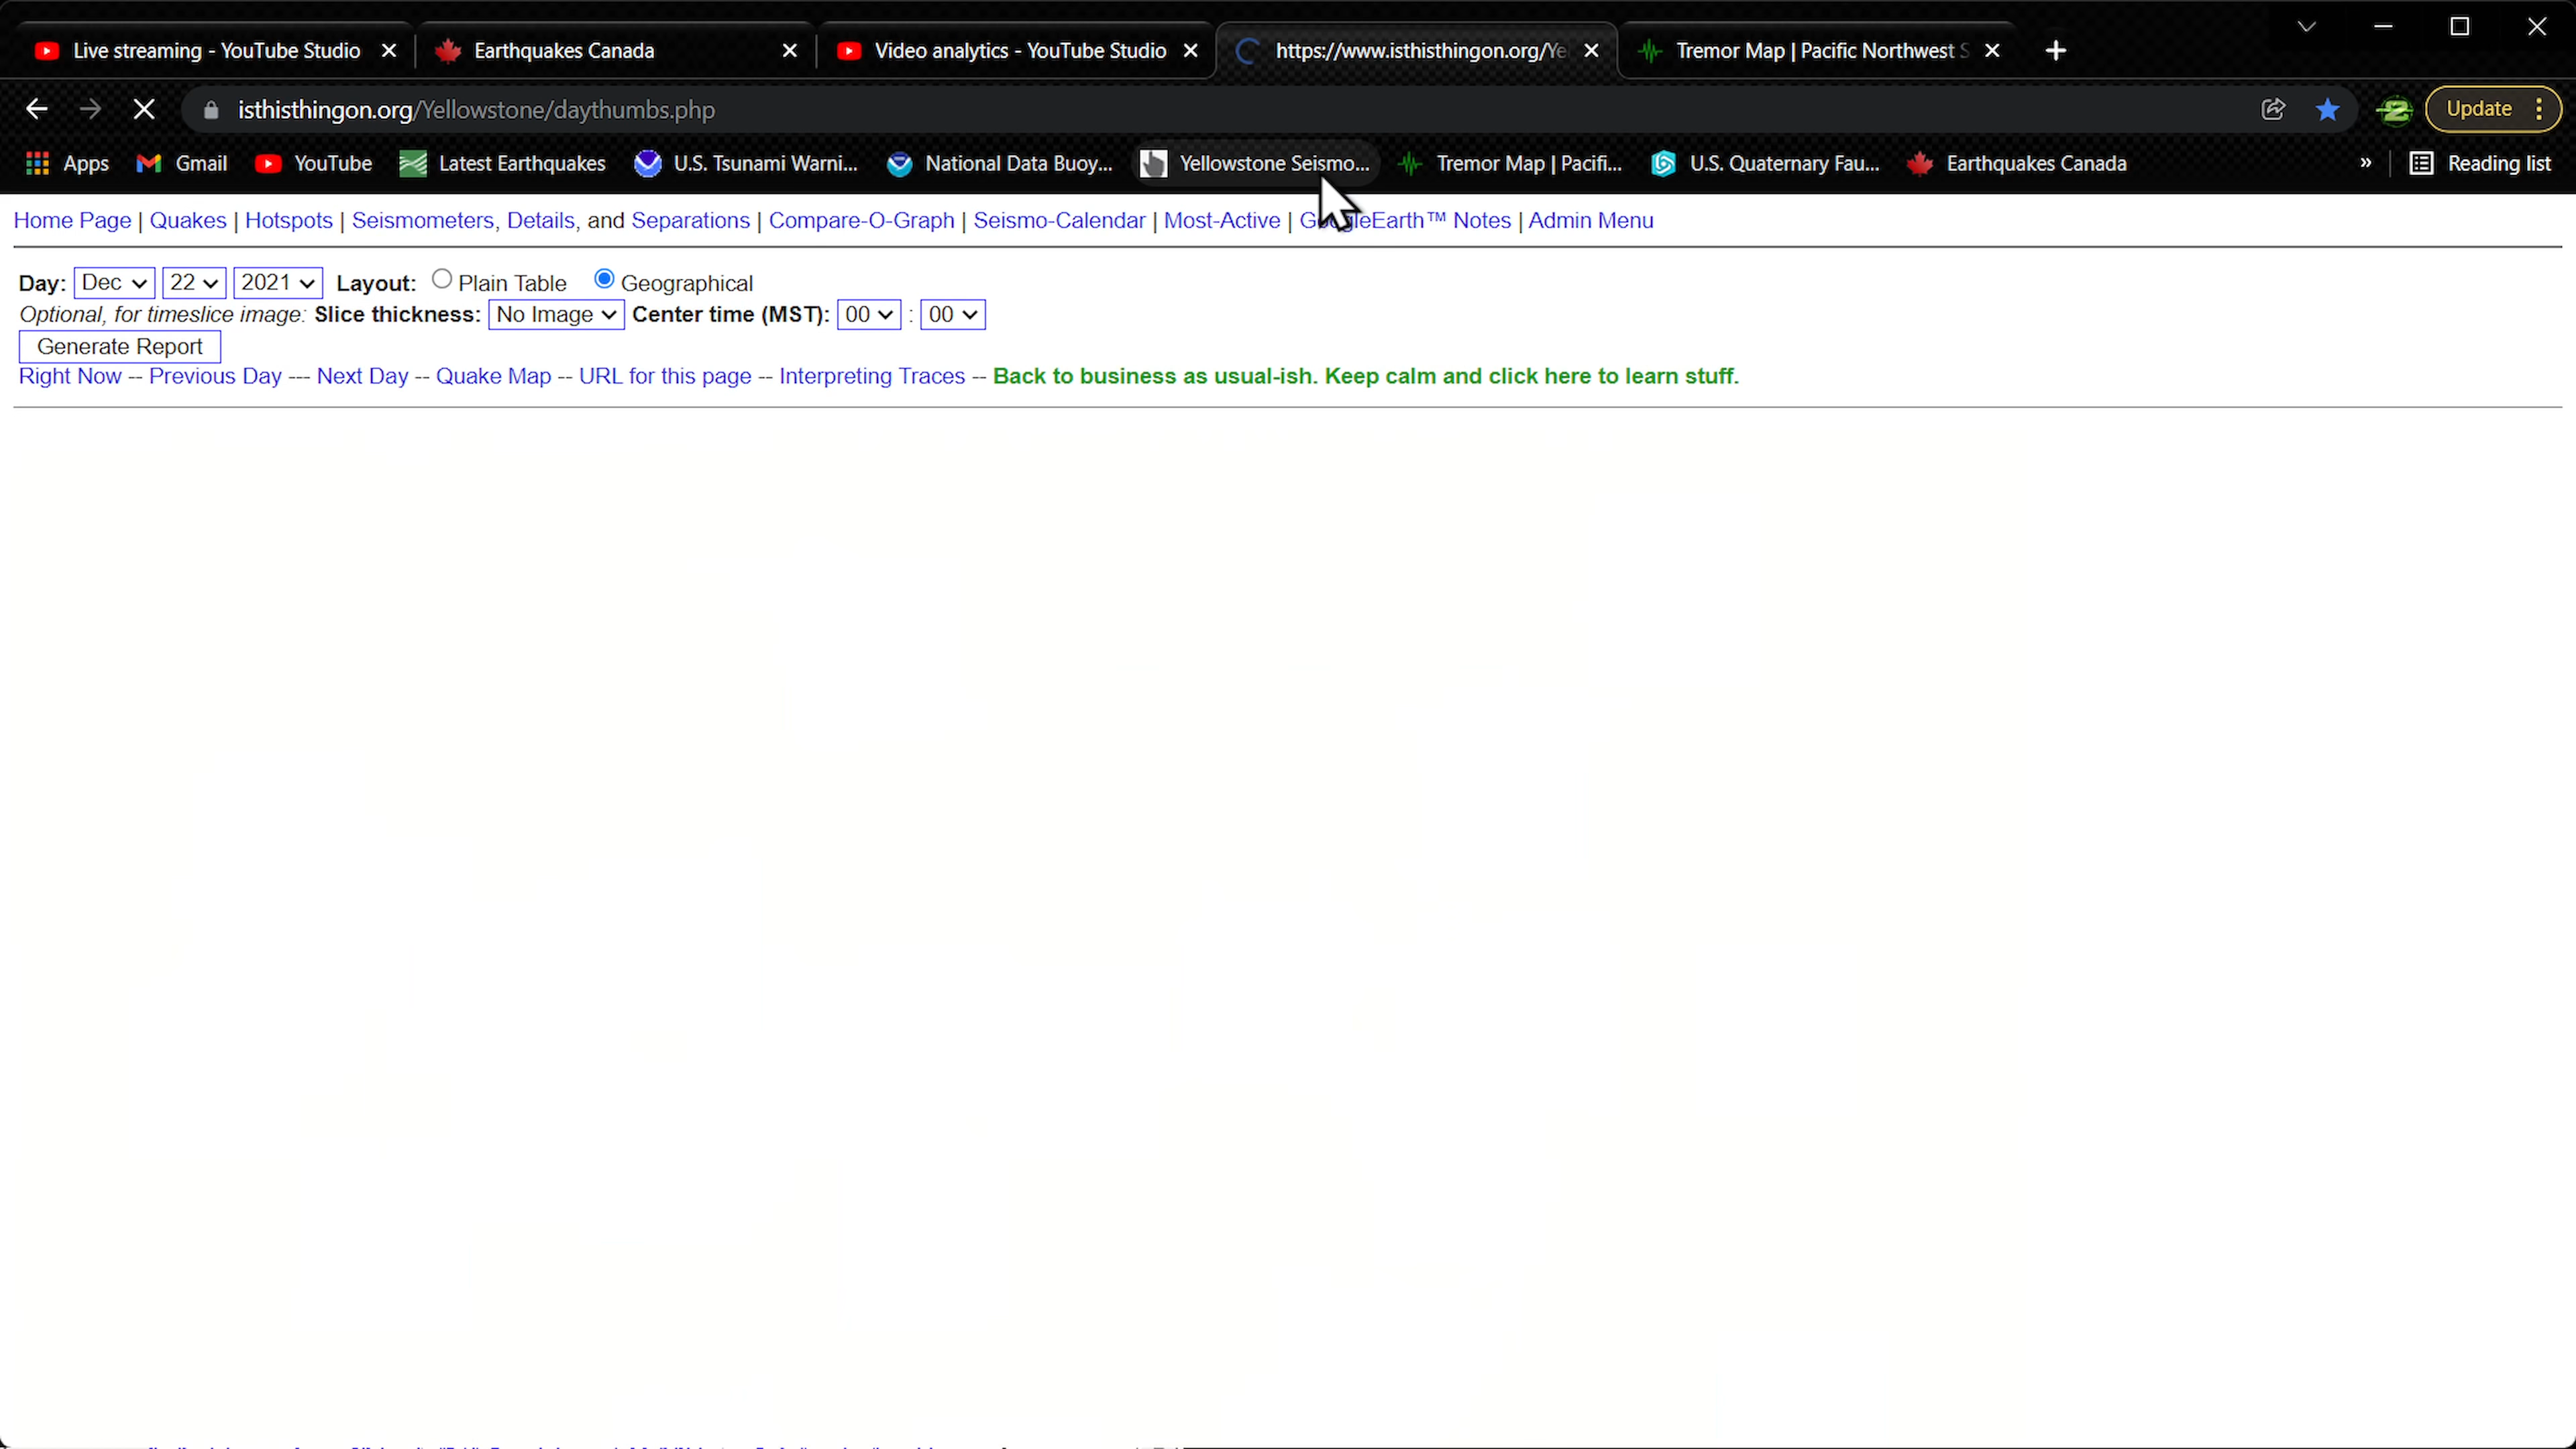 Live streaming - YouTube Studio
Earthquakes Canada
Video analytics - YouTube Studio
https://www.isthisthingon.org/Ye
Tremor Map | Pacific Northwest S
isthisthingon.org/Yellowstone/daythumbs.php
Update
Apps
Gmail
YouTube
Latest Earthquakes
U.S. Tsunami Warni...
National Data Buoy...
Yellowstone Seismo...
Tremor Map | Pacifi...
U.S. Quaternary Fau...
Earthquakes Canada
»
Reading list
Home Page | Quakes | Hotspots | Seismometers, Details, and Separations | Compare-O-Graph | Seismo-Calendar | Most-Active | GoogleEarth™ Notes | Admin Menu
Day: Dec 22 2021 Layout: Plain Table Geographical
Optional, for timeslice image: Slice thickness: No Image Center time (MST): 00 : 00
Generate Report
Right Now -- Previous Day --- Next Day -- Quake Map -- URL for this page -- Interpreting Traces -- Back to business as usual-ish. Keep calm and click here to learn stuff.